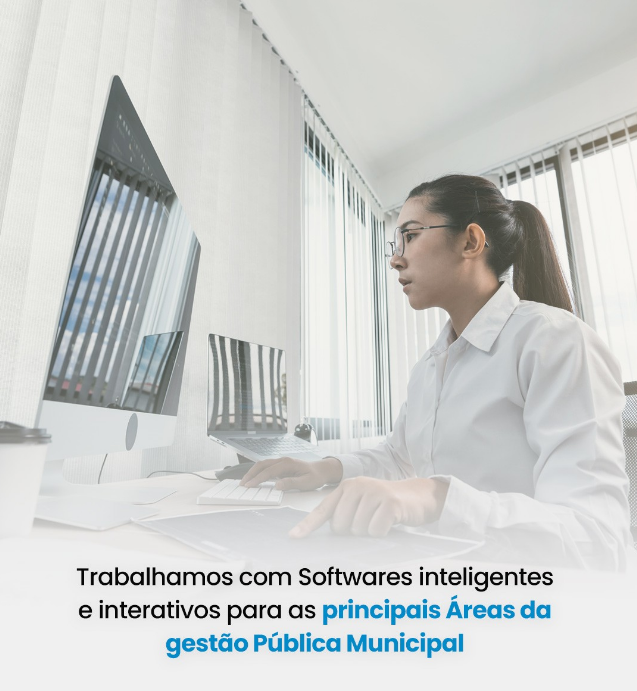 Trabalhamos com Softwares inteligentes
e interativos para as principais Áreas da
gestão Pública Municipal